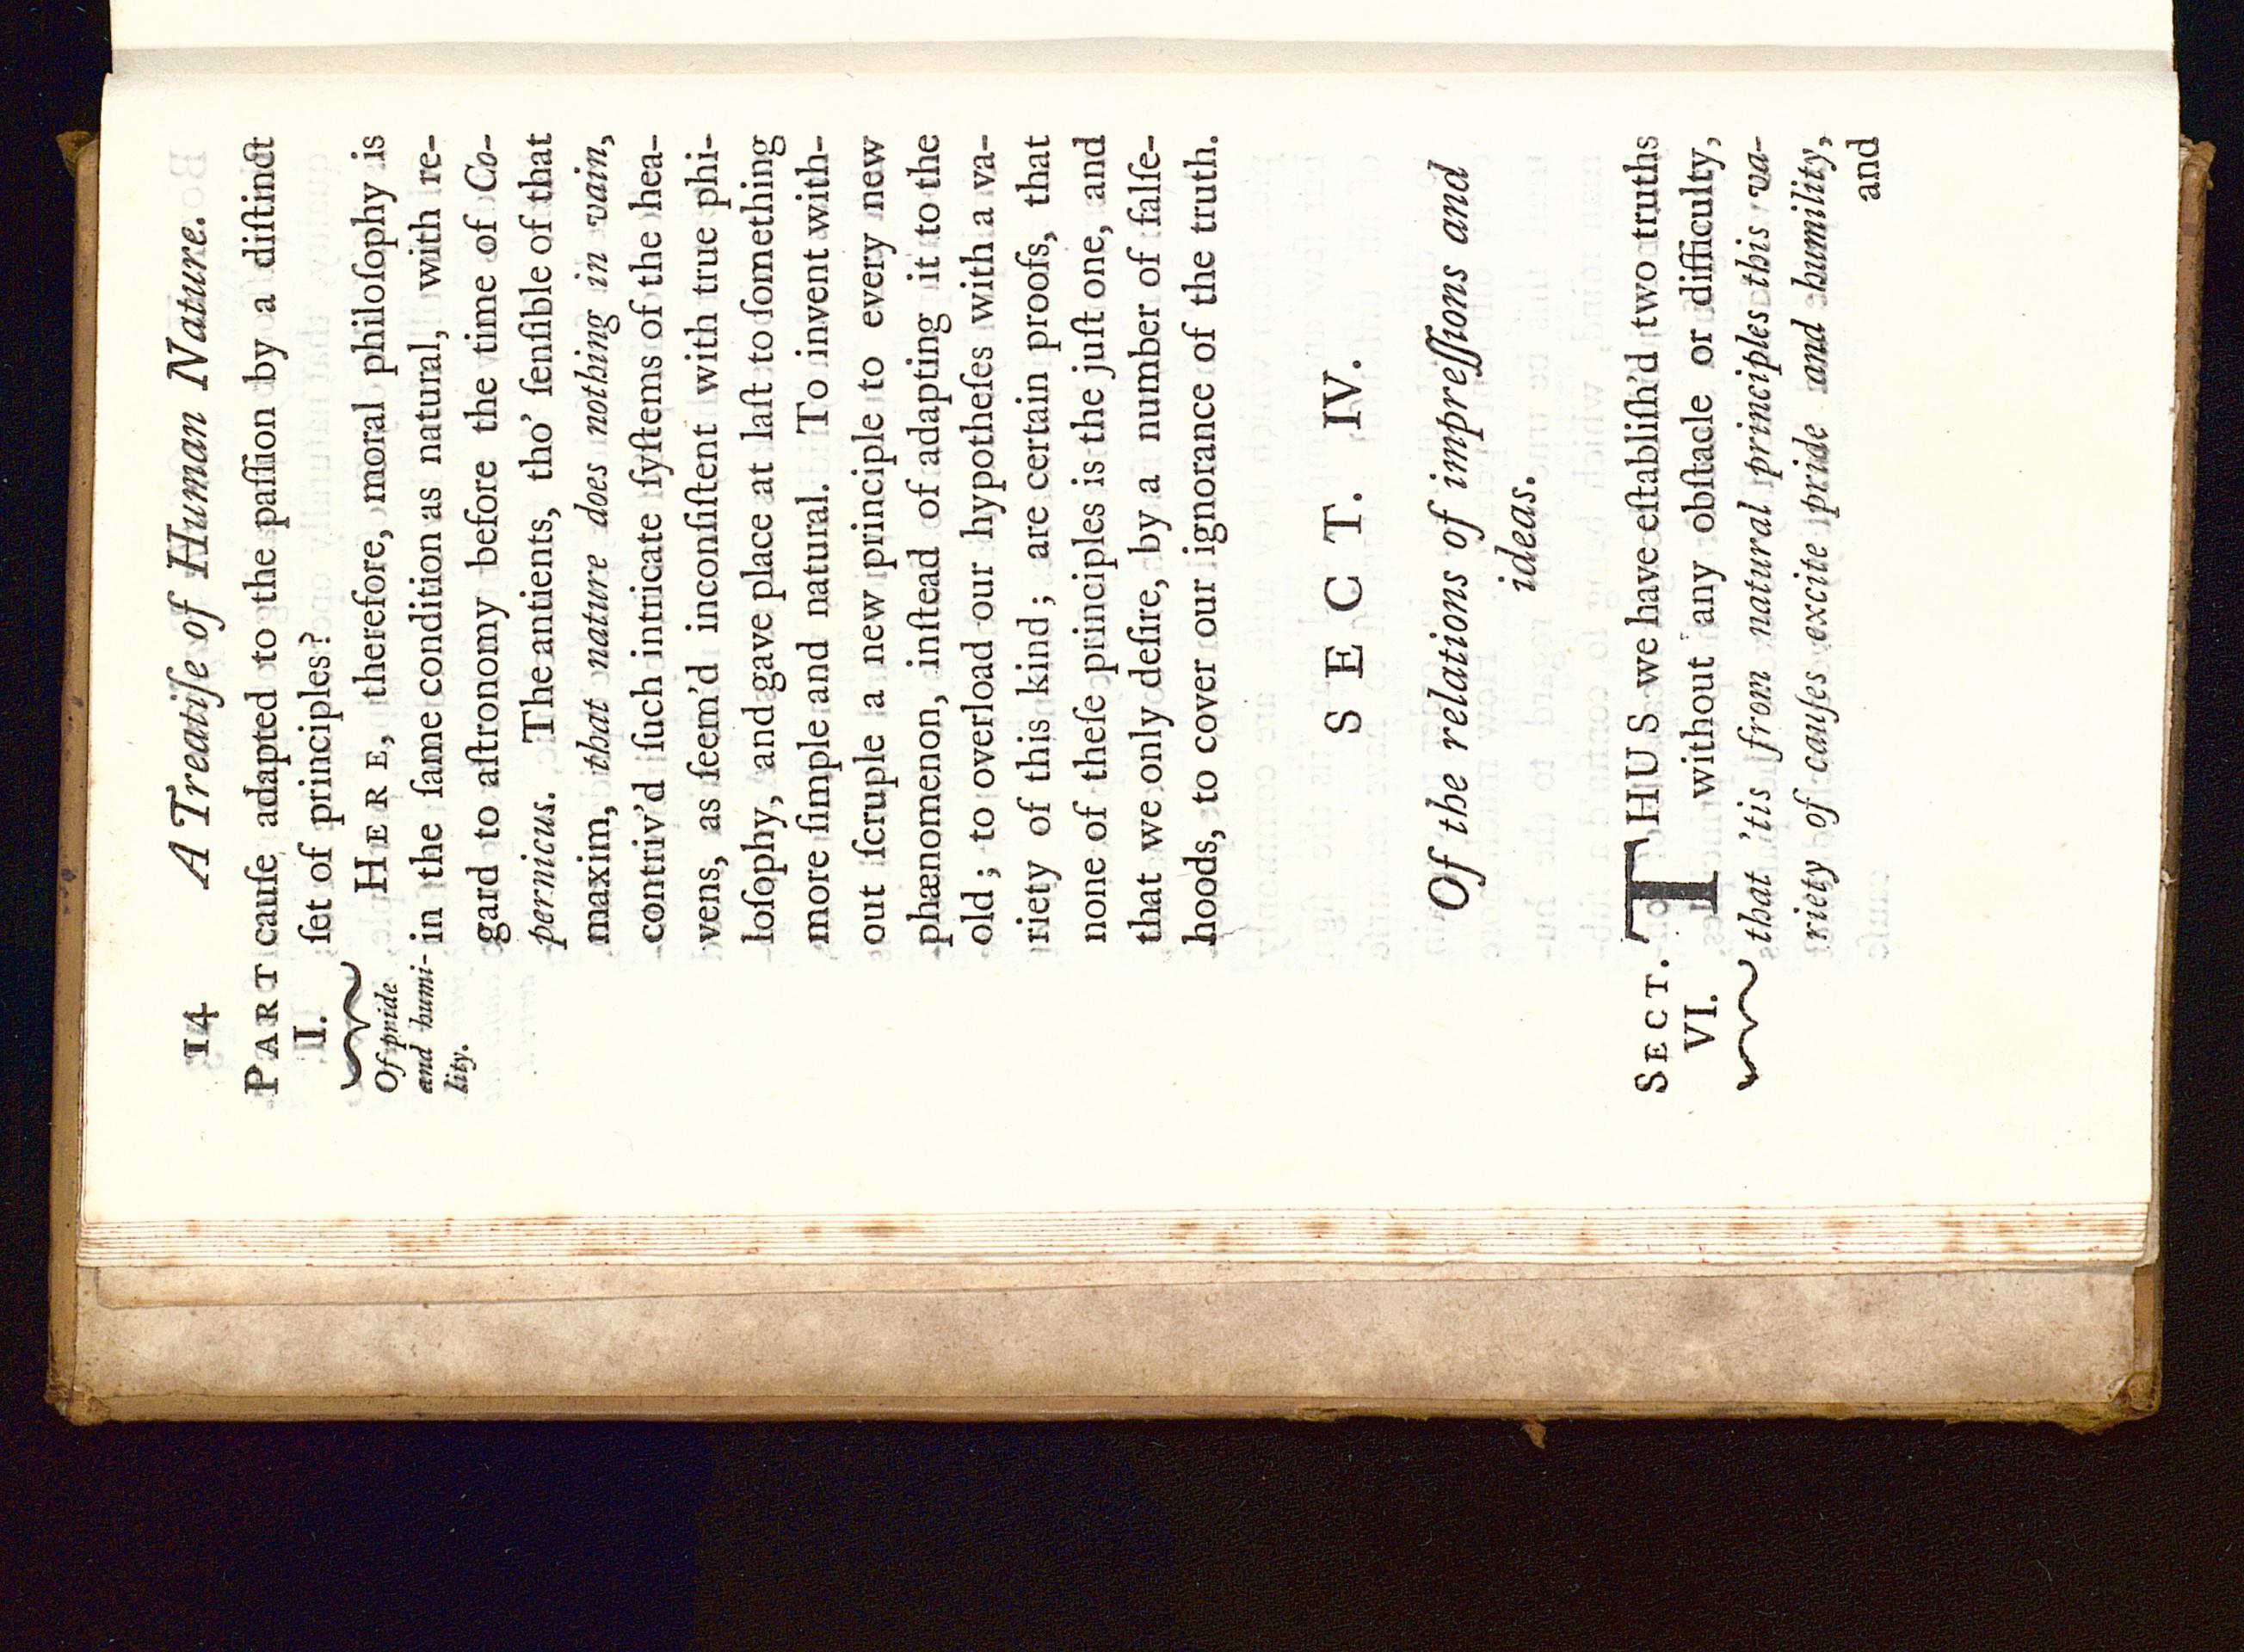 14 A Treatiſe of Human Nature.
PART cauſe adapted to the paſſion by a diſtinct
II. ſet of principles?
Of pride
and humi-
lity.
HERE, therefore, moral philoſophy is
in the ſame condition as natural, with re-
gard to aſtronomy before the time of Co-
pernicus. The antients, tho' ſenſible of that
maxim, that nature does nothing in vain,
contriv'd ſuch intricate ſyſtems of the hea-
vens, as ſeem'd inconſiſtent with true phi-
loſophy, and gave place at laſt to ſomething
more ſimple and natural. To invent with-
out ſcruple a new principle to every new
phænomenon, inſtead of adapting it to the
old; to overload our hypotheſes with a va-
riety of this kind; are certain proofs, that
none of theſe principles is the juſt one, and
that we only deſire, by a number of falſe-
hoods, to cover our ignorance of the truth.
SECT. IV.
Of the relations of impreſſions and
ideas.
SECT. THUS we have eſtabliſh'd two truths
VI. without any obſtacle or difficulty,
that 'tis from natural principles this va-
riety of cauſes excite pride and humility,
and